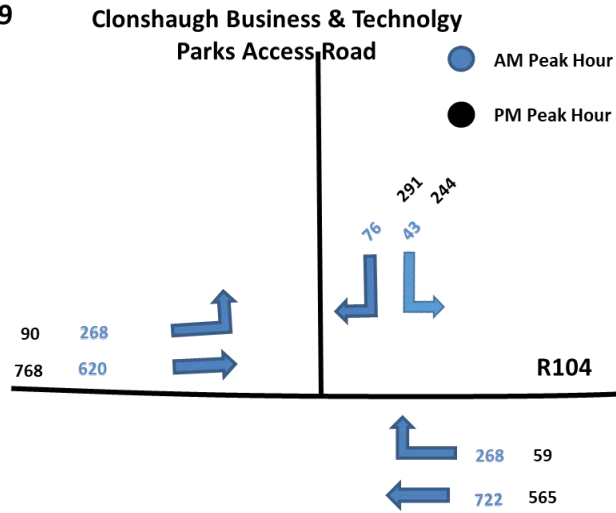 9
Clonshaugh Business & Technolgy
Parks Access Road
AM Peak Hour
PM Peak Hour
291 244
76 43
90 268
768 620
R104
268 59
722 565